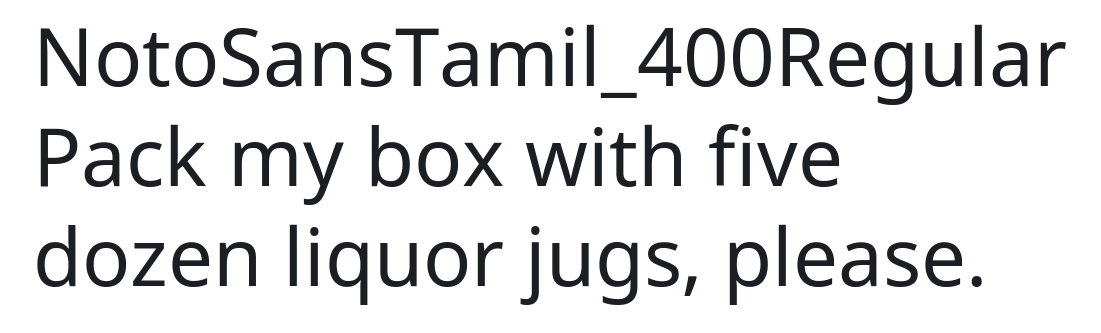 NotoSansTamil_400Regular
Pack my box with five
dozen liquor jugs, please.